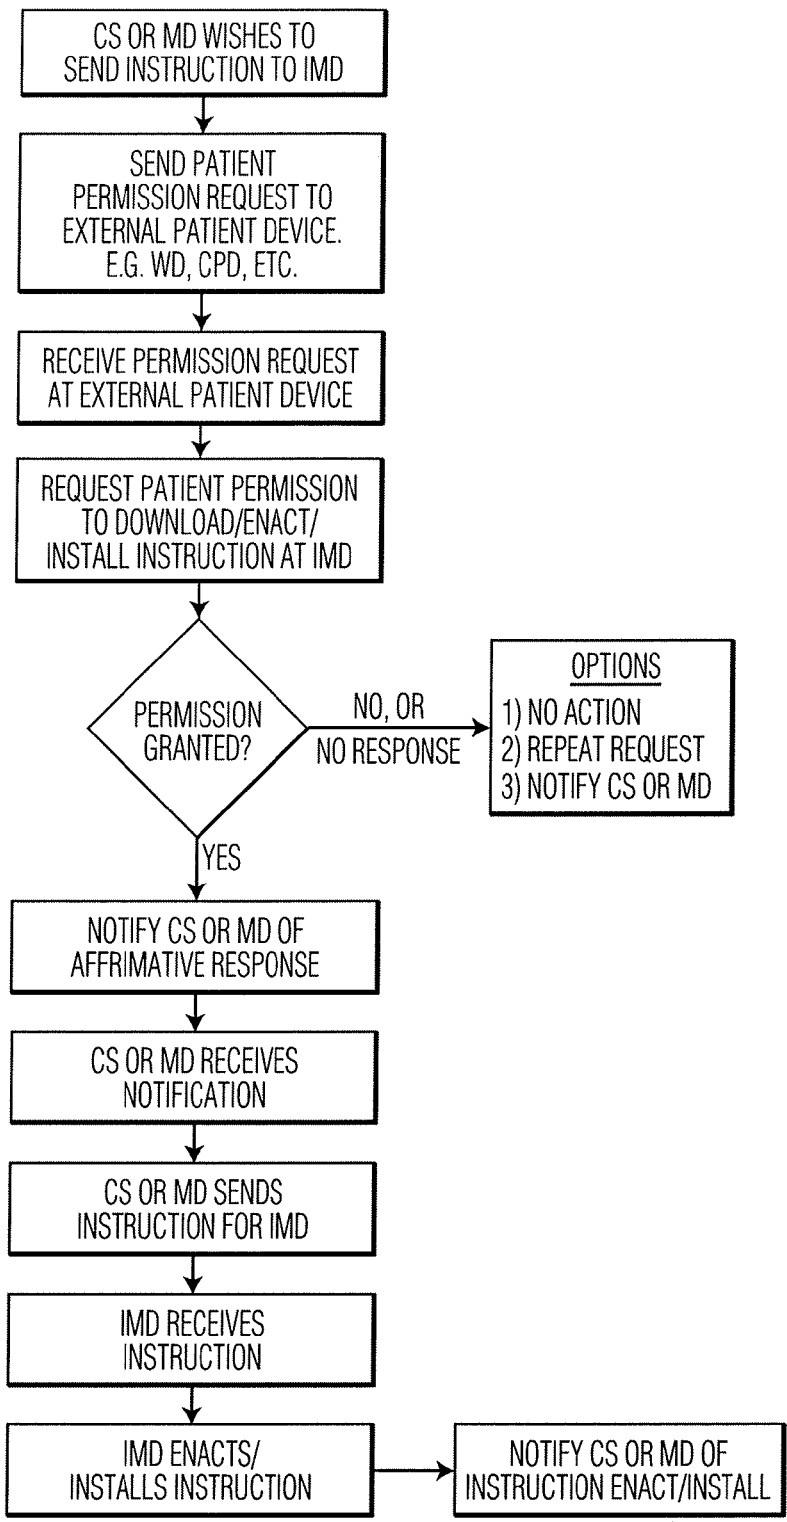 CS OR MD WISHES TO
SEND INSTRUCTION TO IMD
SEND PATIENT
PERMISSION REQUEST TO
EXTERNAL PATIENT DEVICE.
E.G. WD, CPD, ETC.
RECEIVE PERMISSION REQUEST
AT EXTERNAL PATIENT DEVICE
REQUEST PATIENT PERMISSION
TO DOWNLOAD/ENACT/
INSTALL INSTRUCTION AT IMD
PERMISSION
GRANTED?
NO, OR
NO RESPONSE
OPTIONS
1) NO ACTION
2) REPEAT REQUEST
3) NOTIFY CS OR MD
YES
NOTIFY CS OR MD OF
AFFRIMATIVE RESPONSE
CS OR MD RECEIVES
NOTIFICATION
CS OR MD SENDS
INSTRUCTION FOR IMD
IMD RECEIVES
INSTRUCTION
IMD ENACTS/
INSTALLS INSTRUCTION
NOTIFY CS OR MD OF
INSTRUCTION ENACT/INSTALL